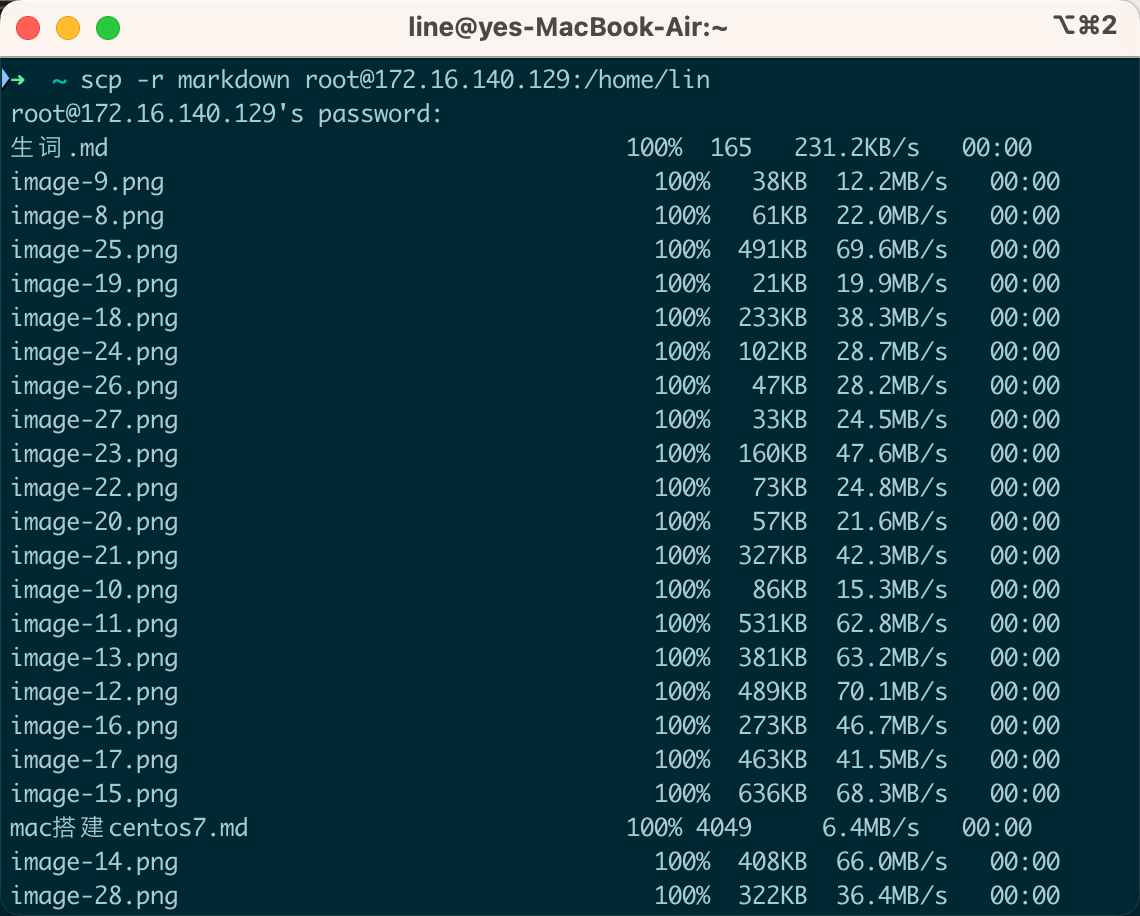 line@yes-MacBook-Air:~ ⌥⌘2
➜ ~ scp -r markdown root@172.16.140.129:/home/lin
root@172.16.140.129's password:
生词.md 100% 165 231.2KB/s 00:00
image-9.png 100% 38KB 12.2MB/s 00:00
image-8.png 100% 61KB 22.0MB/s 00:00
image-25.png 100% 491KB 69.6MB/s 00:00
image-19.png 100% 21KB 19.9MB/s 00:00
image-18.png 100% 233KB 38.3MB/s 00:00
image-24.png 100% 102KB 28.7MB/s 00:00
image-26.png 100% 47KB 28.2MB/s 00:00
image-27.png 100% 33KB 24.5MB/s 00:00
image-23.png 100% 160KB 47.6MB/s 00:00
image-22.png 100% 73KB 24.8MB/s 00:00
image-20.png 100% 57KB 21.6MB/s 00:00
image-21.png 100% 327KB 42.3MB/s 00:00
image-10.png 100% 86KB 15.3MB/s 00:00
image-11.png 100% 531KB 62.8MB/s 00:00
image-13.png 100% 381KB 63.2MB/s 00:00
image-12.png 100% 489KB 70.1MB/s 00:00
image-16.png 100% 273KB 46.7MB/s 00:00
image-17.png 100% 463KB 41.5MB/s 00:00
image-15.png 100% 636KB 68.3MB/s 00:00
mac搭建centos7.md 100% 4049 6.4MB/s 00:00
image-14.png 100% 408KB 66.0MB/s 00:00
image-28.png 100% 322KB 36.4MB/s 00:00